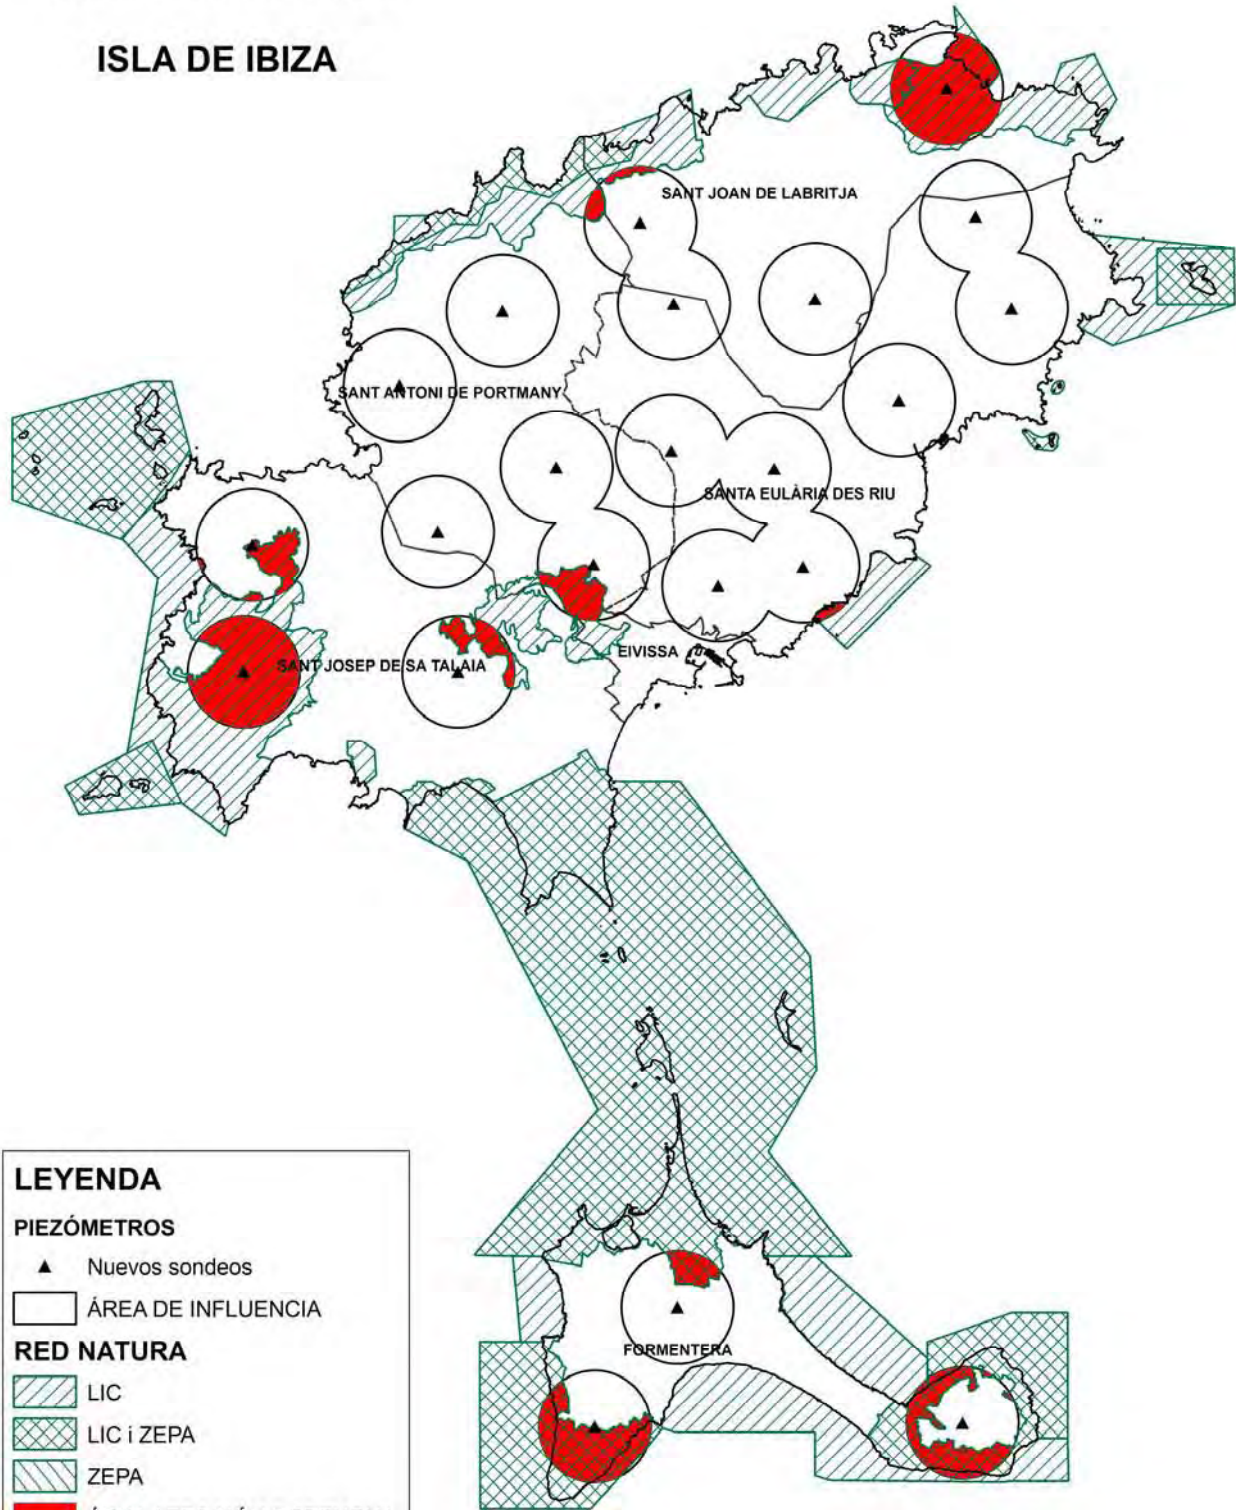 ISLA DE IBIZA
SANT JOAN DE LABRITJA
SANT ANTONI DE PORTMANY
SANTA EULÀRIA DES RIU
EIVISSA
SANT JOSEP DE SA TALAIA
FORMENTERA
LEYENDA
PIEZÓMETROS
Nuevos sondeos
ÁREA DE INFLUENCIA
RED NATURA
LIC
LIC i ZEPA
ZEPA